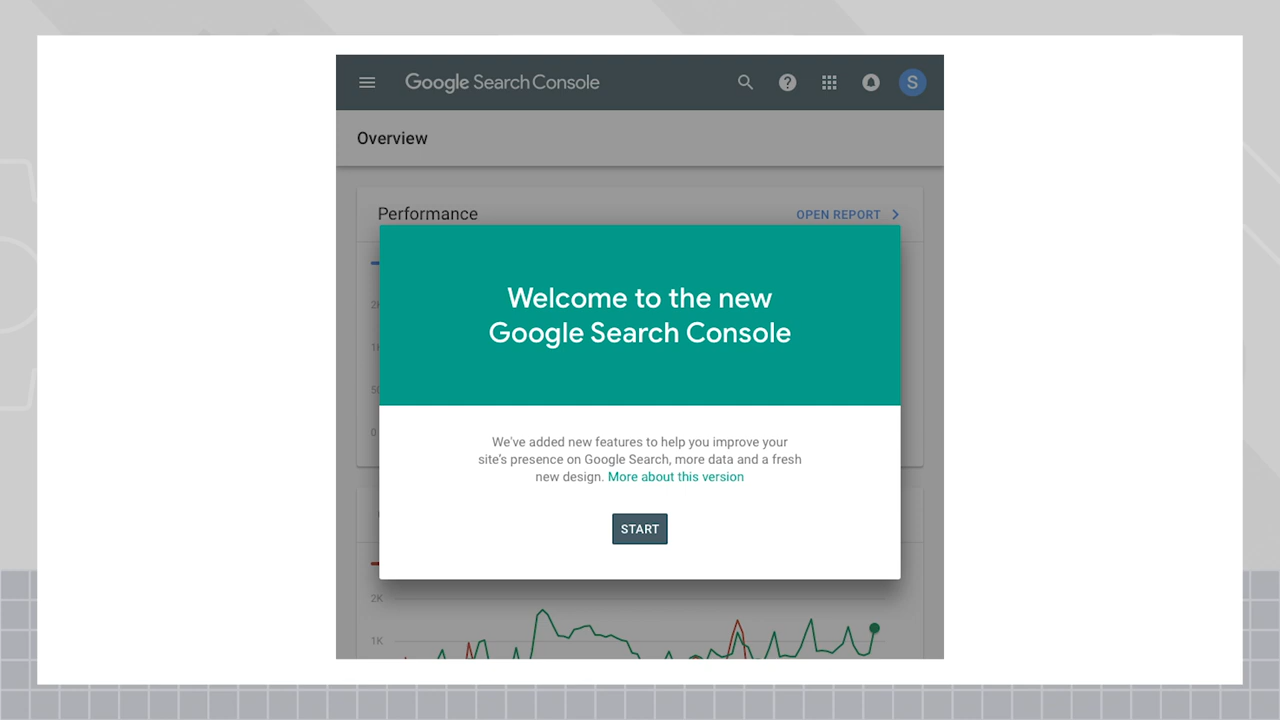 Google Search Console
S
Overview
Performance
OPEN REPORT
Welcome to the new
Google Search Console
We've added new features to help you improve your
site's presence on Google Search, more data and a fresh
new design. More about this version
START
0
2K
1K